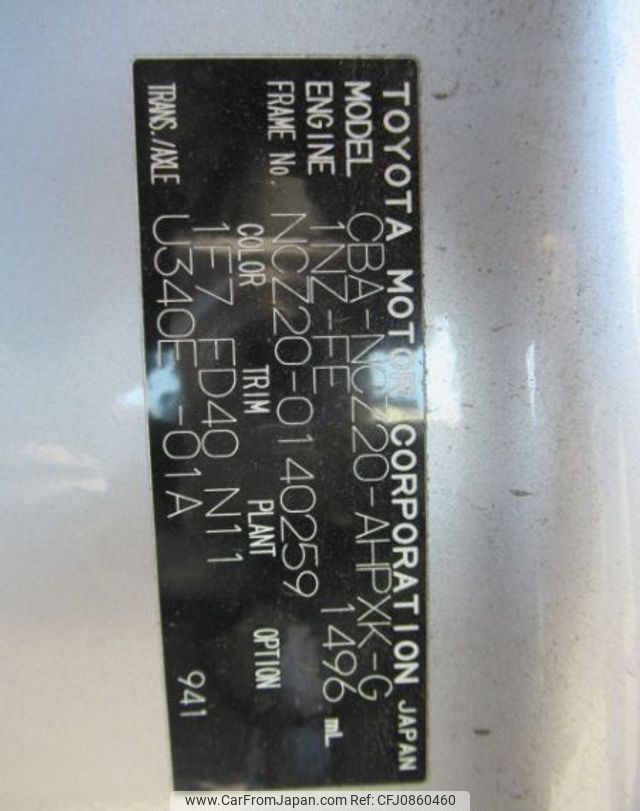 TOYOTA MOTOR CORPORATION JAPAN
MODEL CBA-NCZ20-AHPXK-G
ENGINE 1NZ-FE 1496 mL
FRAME No. NCZ20-0140259
COLOR TRIM PLANT OPTION
1F7 FD40 N11
TRANS./AXLE U340E -01A 941
www.CarFromJapan.com Ref: CFJ0860460